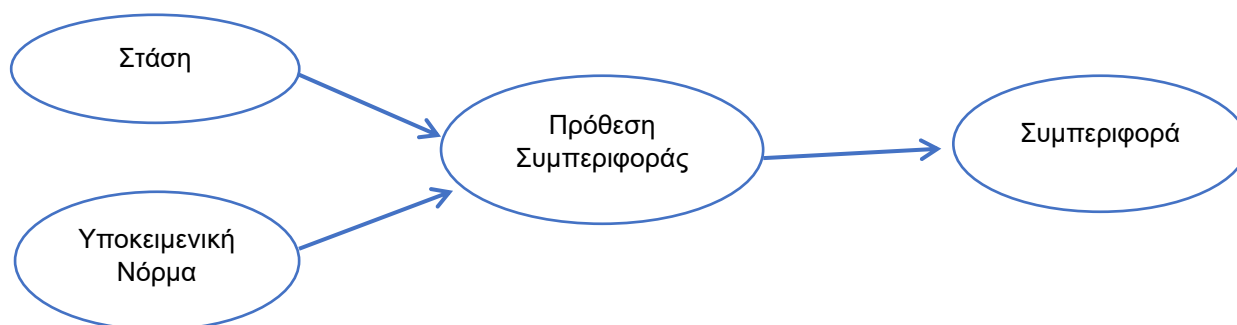 Στάση
Πρόθεση
Συμπεριφοράς
Συμπεριφορά
Υποκειμενική
Νόρμα